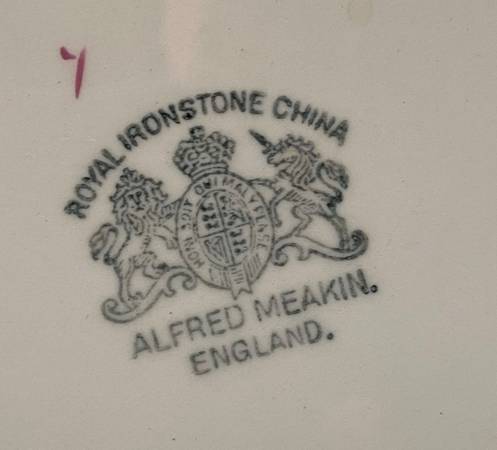 ROYAL IRONSTONE CHINA
HONI SOIT QUI MAL Y PENSE
ALFRED MEAKIN.
ENGLAND.